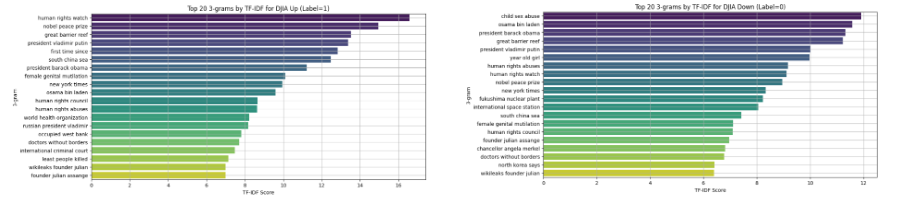 Top 20 3-grams by TF-IDF for DJIA Up (Label=1)
human rights watch
nobel peace prize
great barrier reef
president vladimir putin
first time since
south china sea
president barack obama
female genital mutilation
new york times
osama bin laden
human rights council
human rights abuses
world health organization
russian president vladimir
occupied west bank
doctors without borders
international criminal court
least people killed
wikileaks founder julian
founder julian assange
3-gram
0 2 4 6 8 10 12 14 16
TF-IDF Score
Top 20 3-grams by TF-IDF for DJIA Down (Label=0)
child sex abuse
osama bin laden
president barack obama
great barrier reef
president vladimir putin
year old girl
human rights abuses
human rights watch
nobel peace prize
new york times
fukushima nuclear plant
international space station
south china sea
female genital mutilation
human rights council
founder julian assange
chancellor angela merkel
doctors without borders
north korea says
wikileaks founder julian
3-gram
0 2 4 6 8 10 12
TF-IDF Score